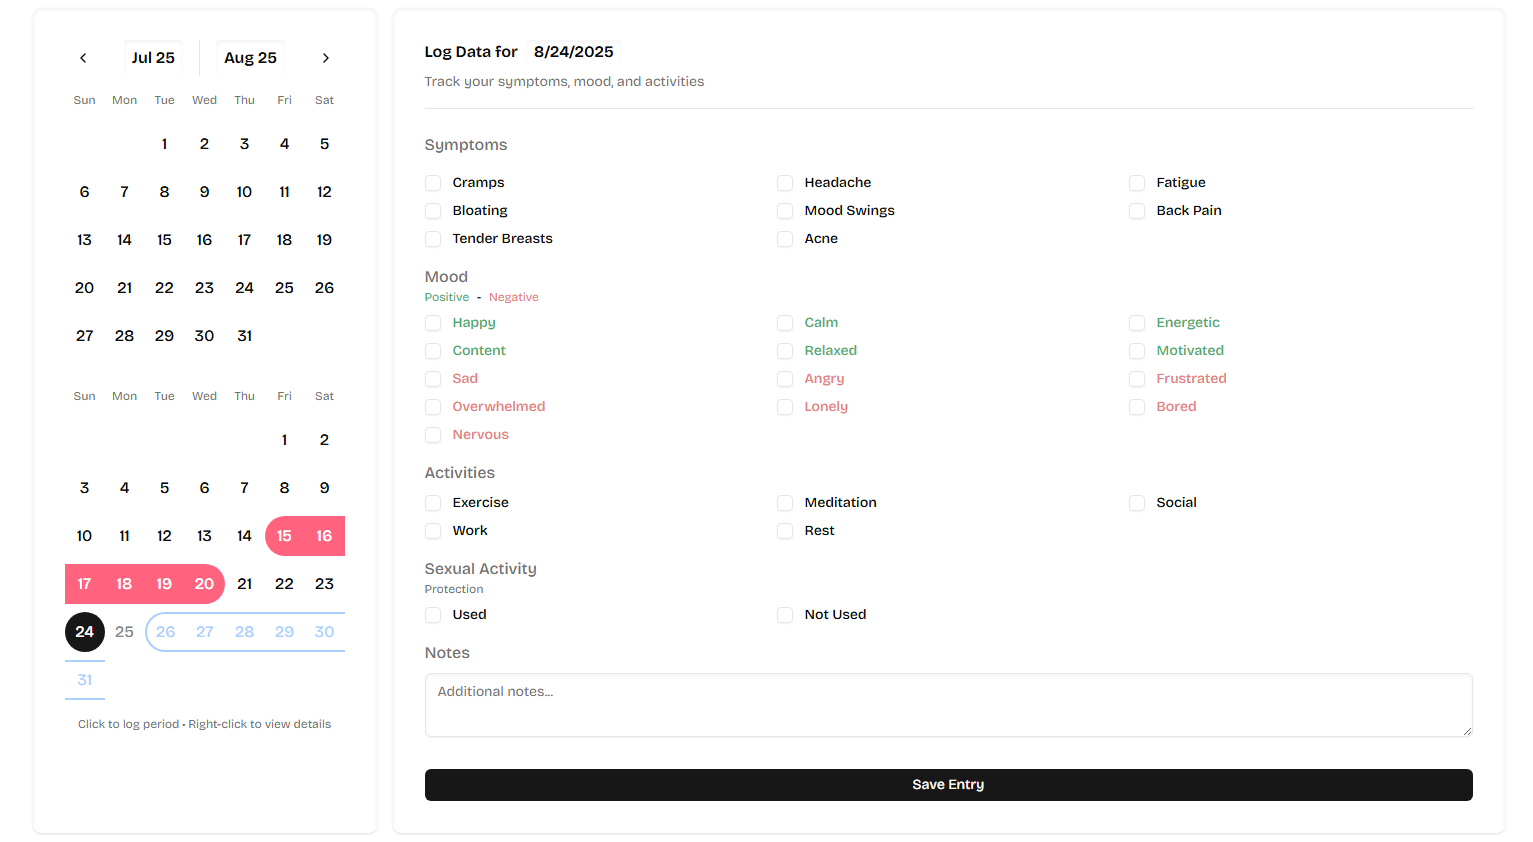 Jul 25 Aug 25
Sun Mon Tue Wed Thu Fri Sat
1 2 3 4 5
6 7 8 9 10 11 12
13 14 15 16 17 18 19
20 21 22 23 24 25 26
27 28 29 30 31
Sun Mon Tue Wed Thu Fri Sat
1 2
3 4 5 6 7 8 9
10 11 12 13 14 15 16
17 18 19 20 21 22 23
24 25 26 27 28 29 30
31
Click to log period • Right-click to view details
Log Data for 8/24/2025
Track your symptoms, mood, and activities
Symptoms
Cramps Headache Fatigue
Bloating Mood Swings Back Pain
Tender Breasts Acne
Mood
Positive - Negative
Happy Calm Energetic
Content Relaxed Motivated
Sad Angry Frustrated
Overwhelmed Lonely Bored
Nervous
Activities
Exercise Meditation Social
Work Rest
Sexual Activity
Protection
Used Not Used
Notes
Additional notes...
Save Entry